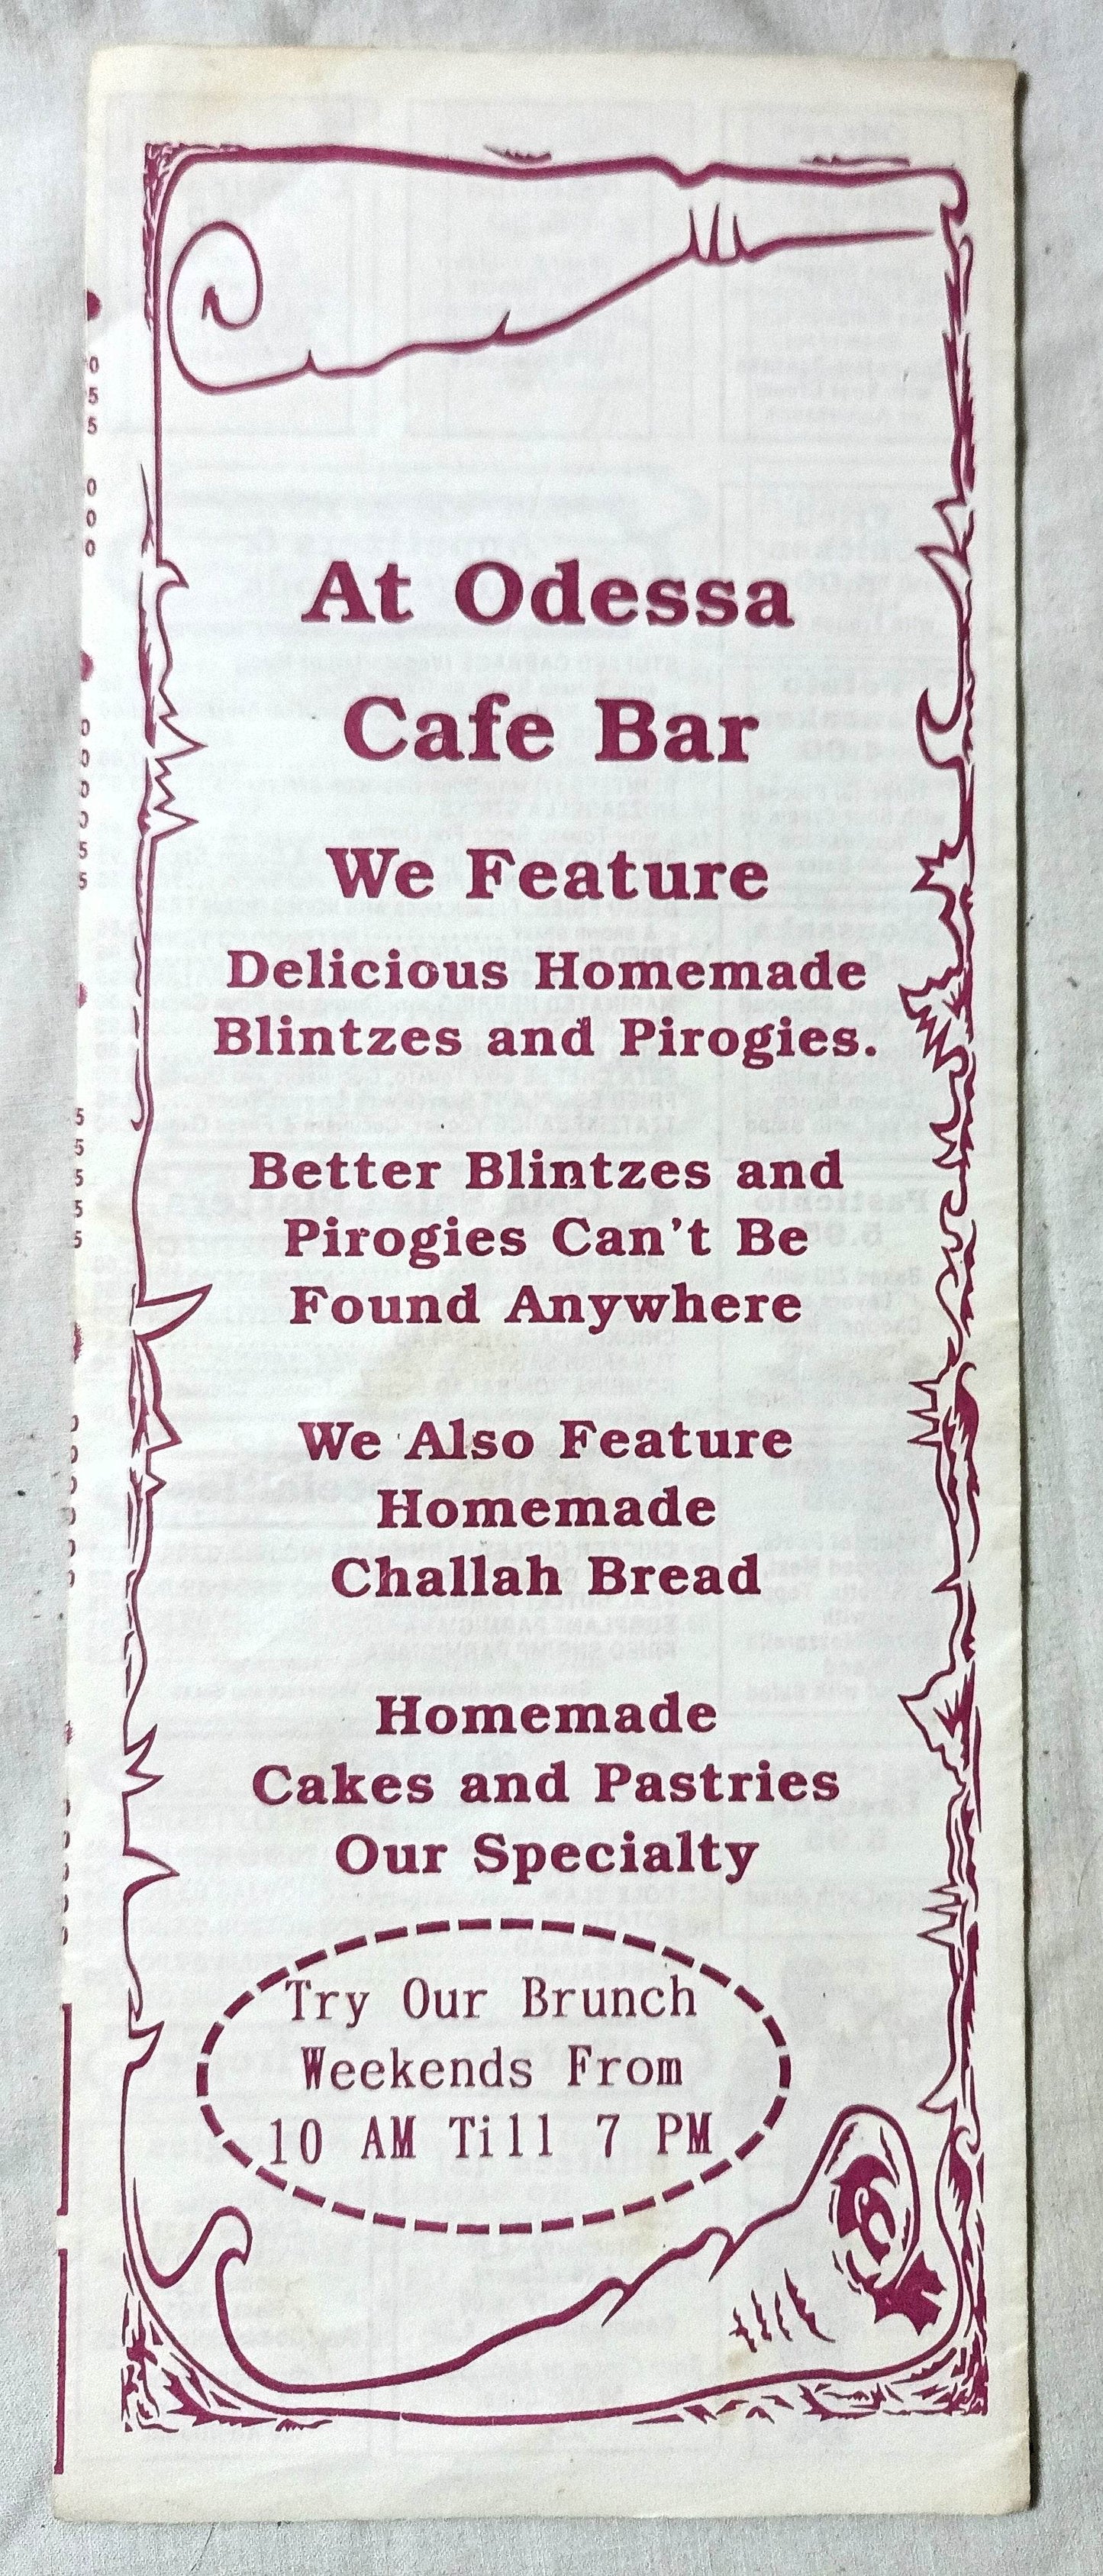 At Odessa
Cafe Bar
We Feature
Delicious Homemade
Blintzes and Pirogies.
Better Blintzes and
Pirogies Can't Be
Found Anywhere
We Also Feature
Homemade
Challah Bread
Homemade
Cakes and Pastries
Our Specialty
Try Our Brunch
Weekends From
10 AM Till 7 PM